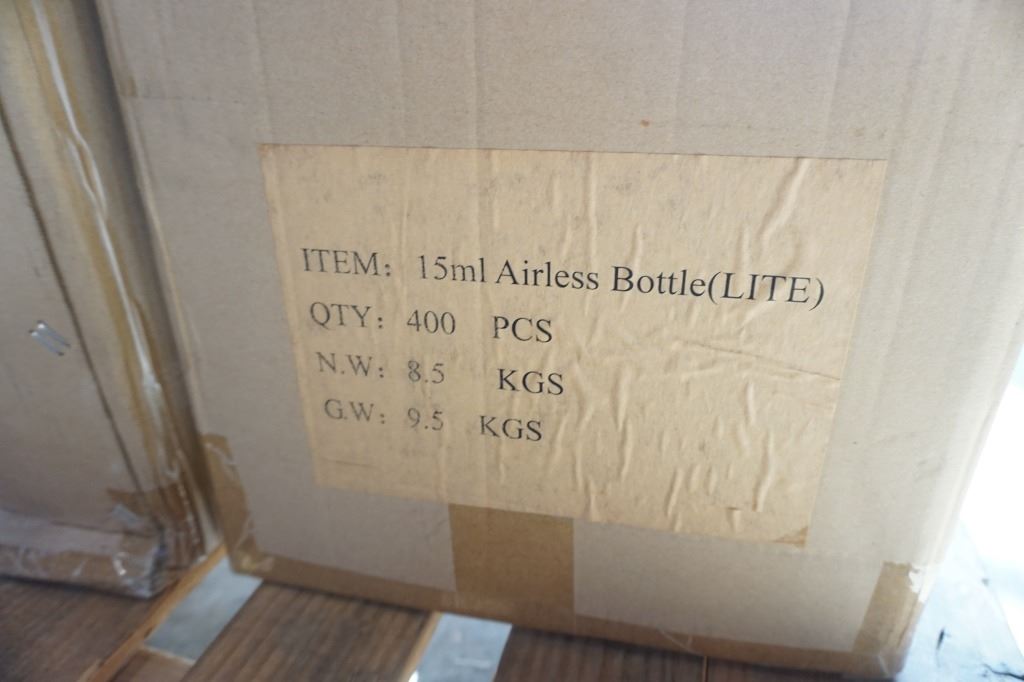 ITEM: 15ml Airless Bottle(LITE)
QTY: 400 PCS
N.W: 8.5 KGS
G.W: 9.5 KGS